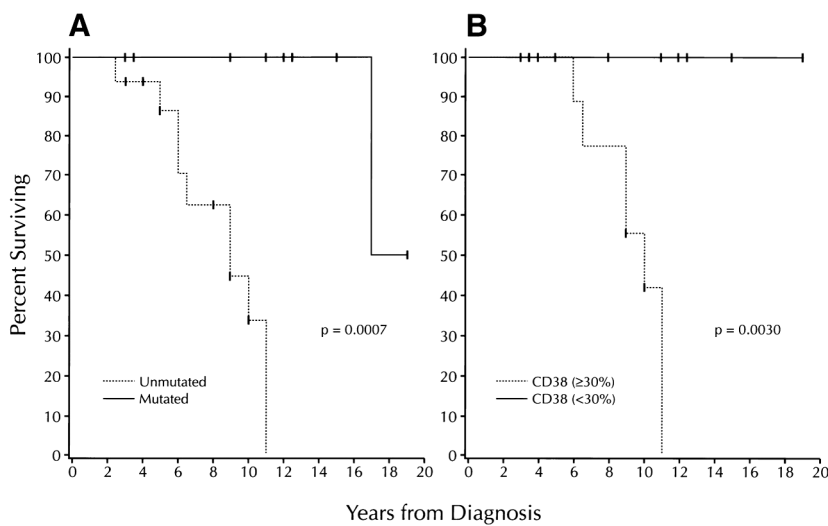 A B
100 100
90 90
80 80
70 70
60 60
50 50
40 40
30 30
20 20
10 10
0 0
Percent Surviving
p = 0.0007 p = 0.0030
Unmutated CD38 (≥30%)
Mutated CD38 (<30%)
0 2 4 6 8 10 12 14 16 18 20 0 2 4 6 8 10 12 14 16 18 20
Years from Diagnosis